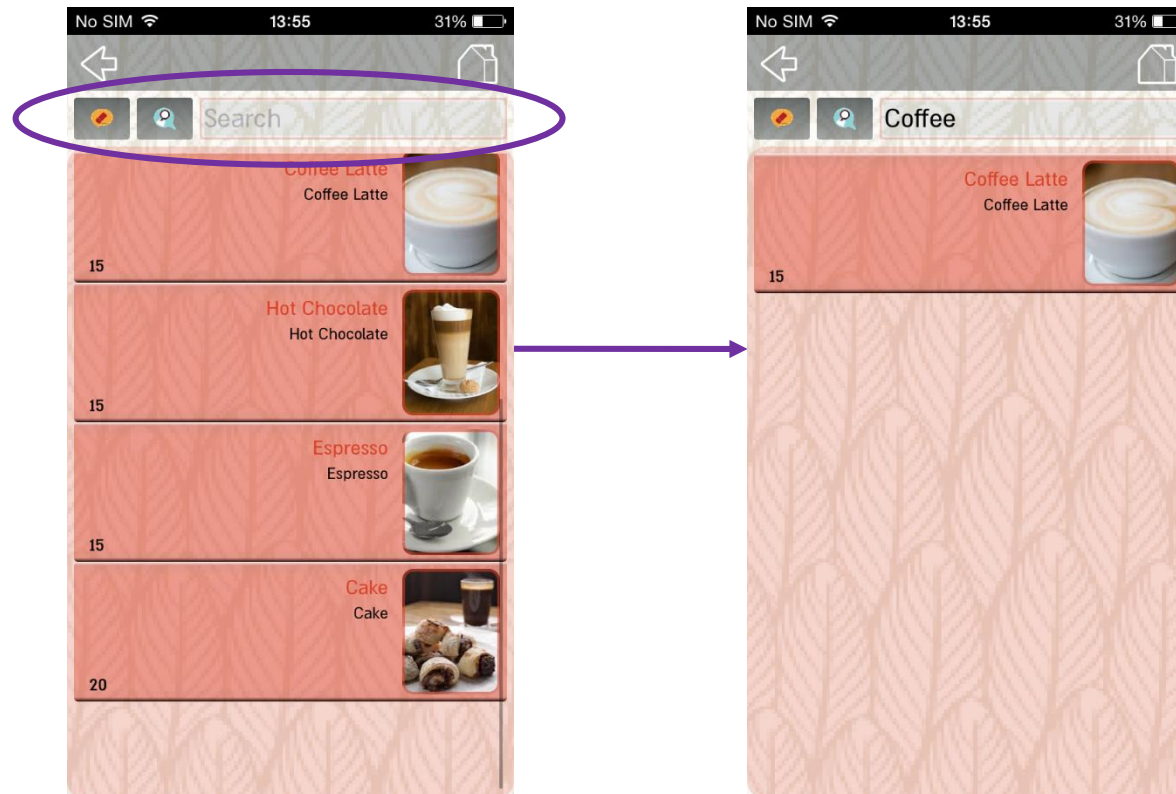 No SIM 13:55 31%
Search
Coffee Latte
Coffee Latte
15
Hot Chocolate
Hot Chocolate
15
Espresso
Espresso
15
Cake
Cake
20
No SIM 13:55 31%
Coffee
Coffee Latte
Coffee Latte
15